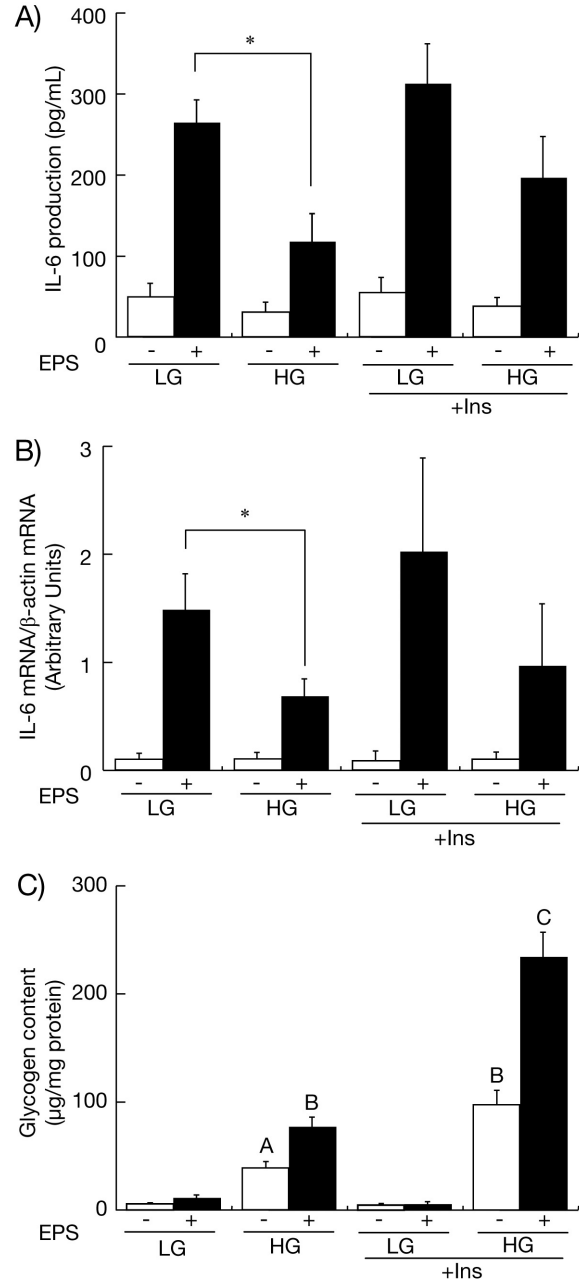 A)
IL-6 production (pg/mL)
400
300
200
100
0
*
EPS - + - + - + - +
LG HG LG HG
+Ins
B)
IL-6 mRNA/β-actin mRNA
(Arbitrary Units)
3
2
1
0
*
EPS - + - + - + - +
LG HG LG HG
+Ins
C)
Glycogen content
(μg/mg protein)
300
200
100
0
A B B C
EPS - + - + - + - +
LG HG LG HG
+Ins